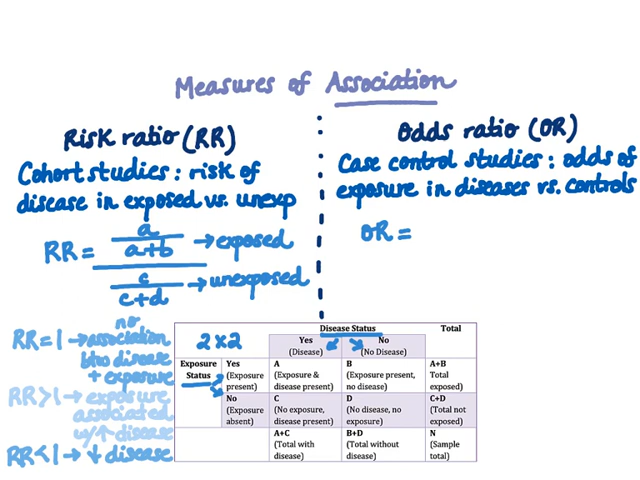 Measures of Association
Risk ratio (RR)
Cohort studies : risk of
disease in exposed vs. unexp
RR = a / a+b → exposed
c / c+d → unexposed
RR = 1 → no association
btw disease
+ exposure
RR > 1 → exposure
associated
w/ ↑ disease
RR < 1 → ↓ disease
Odds ratio (OR)
Case control studies : odds of
exposure in diseases vs. controls
OR =
2 x 2
Disease Status
Total
Yes
(Disease)
No
(No Disease)
Exposure
Status
Yes
(Exposure
present)
A
(Exposure &
disease present)
B
(Exposure present,
no disease)
A+B
Total
exposed)
No
(Exposure
absent)
C
(No exposure,
disease present)
D
(No disease, no
exposure)
C+D
(Total not
exposed)
A+C
(Total with
disease)
B+D
(Total without
disease)
N
(Sample
total)